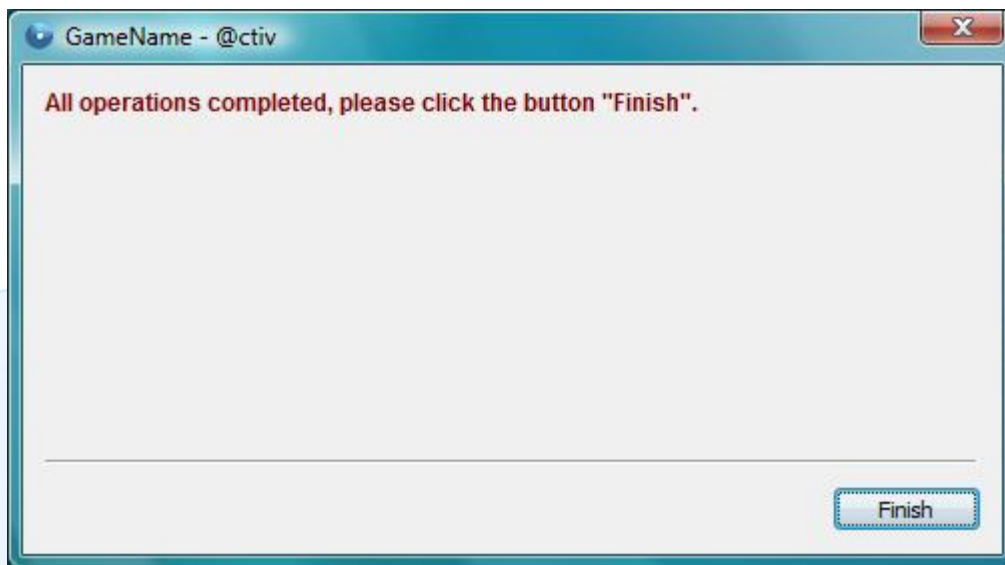 GameName - @ctiv
All operations completed, please click the button "Finish".
Finish